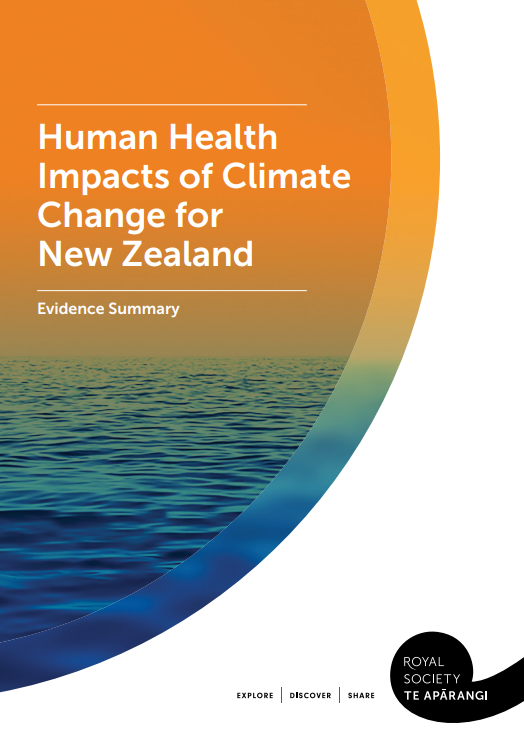 Human Health
Impacts of Climate
Change for
New Zealand
Evidence Summary
EXPLORE | DISCOVER | SHARE
ROYAL
SOCIETY
TE APĀRANGI